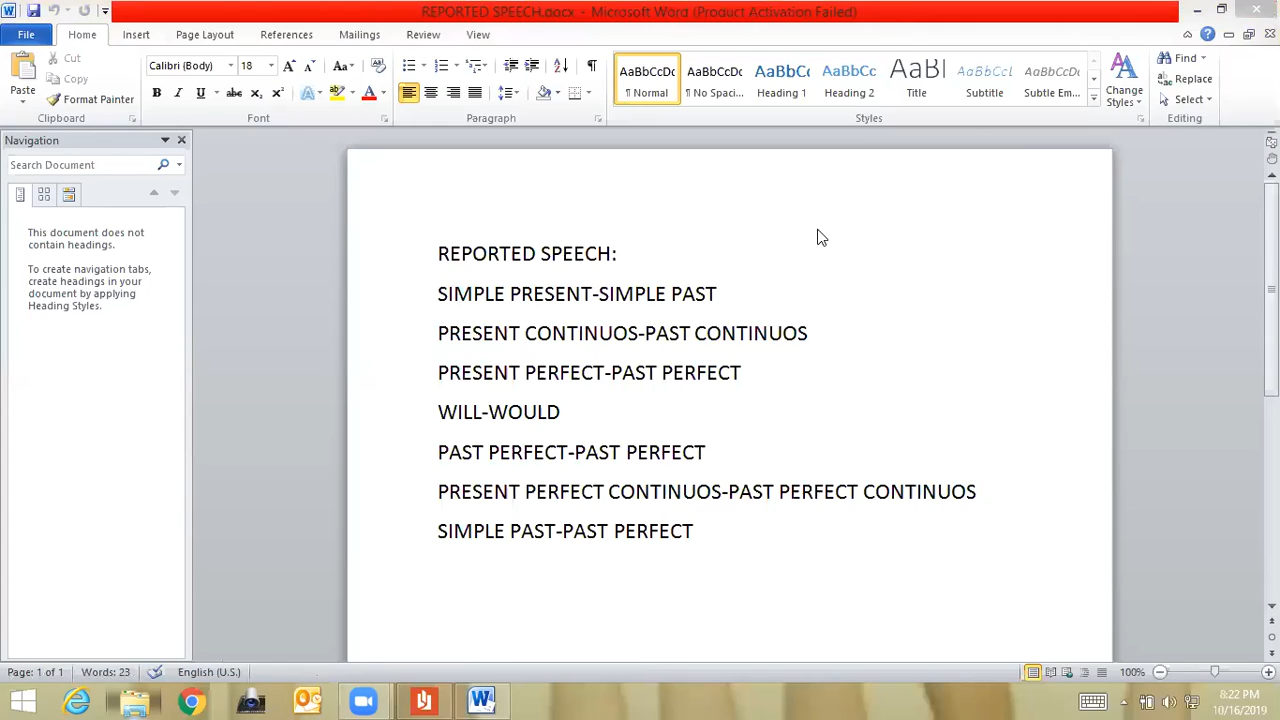 REPORTED SPEECH.docx - Microsoft Word (Product Activation Failed)
File Home Insert Page Layout References Mailings Review View
Paste
Cut
Copy
Format Painter
Clipboard
Calibri (Body) 18
Font
Paragraph
AaBbCcDc AaBbCcDc AaBbCc AaBbCc AaBl AaBbCcDc AaBbCcDc
¶ Normal ¶ No Spaci... Heading 1 Heading 2 Title Subtitle Subtle Em...
Change Styles
Styles
Find
Replace
Select
Editing
Navigation
Search Document
This document does not
contain headings.
To create navigation tabs,
create headings in your
document by applying
Heading Styles.
REPORTED SPEECH:
SIMPLE PRESENT-SIMPLE PAST
PRESENT CONTINUOS-PAST CONTINUOS
PRESENT PERFECT-PAST PERFECT
WILL-WOULD
PAST PERFECT-PAST PERFECT
PRESENT PERFECT CONTINUOS-PAST PERFECT CONTINUOS
SIMPLE PAST-PAST PERFECT
Page: 1 of 1 Words: 23 English (U.S.) 100%
8:22 PM
10/16/2019